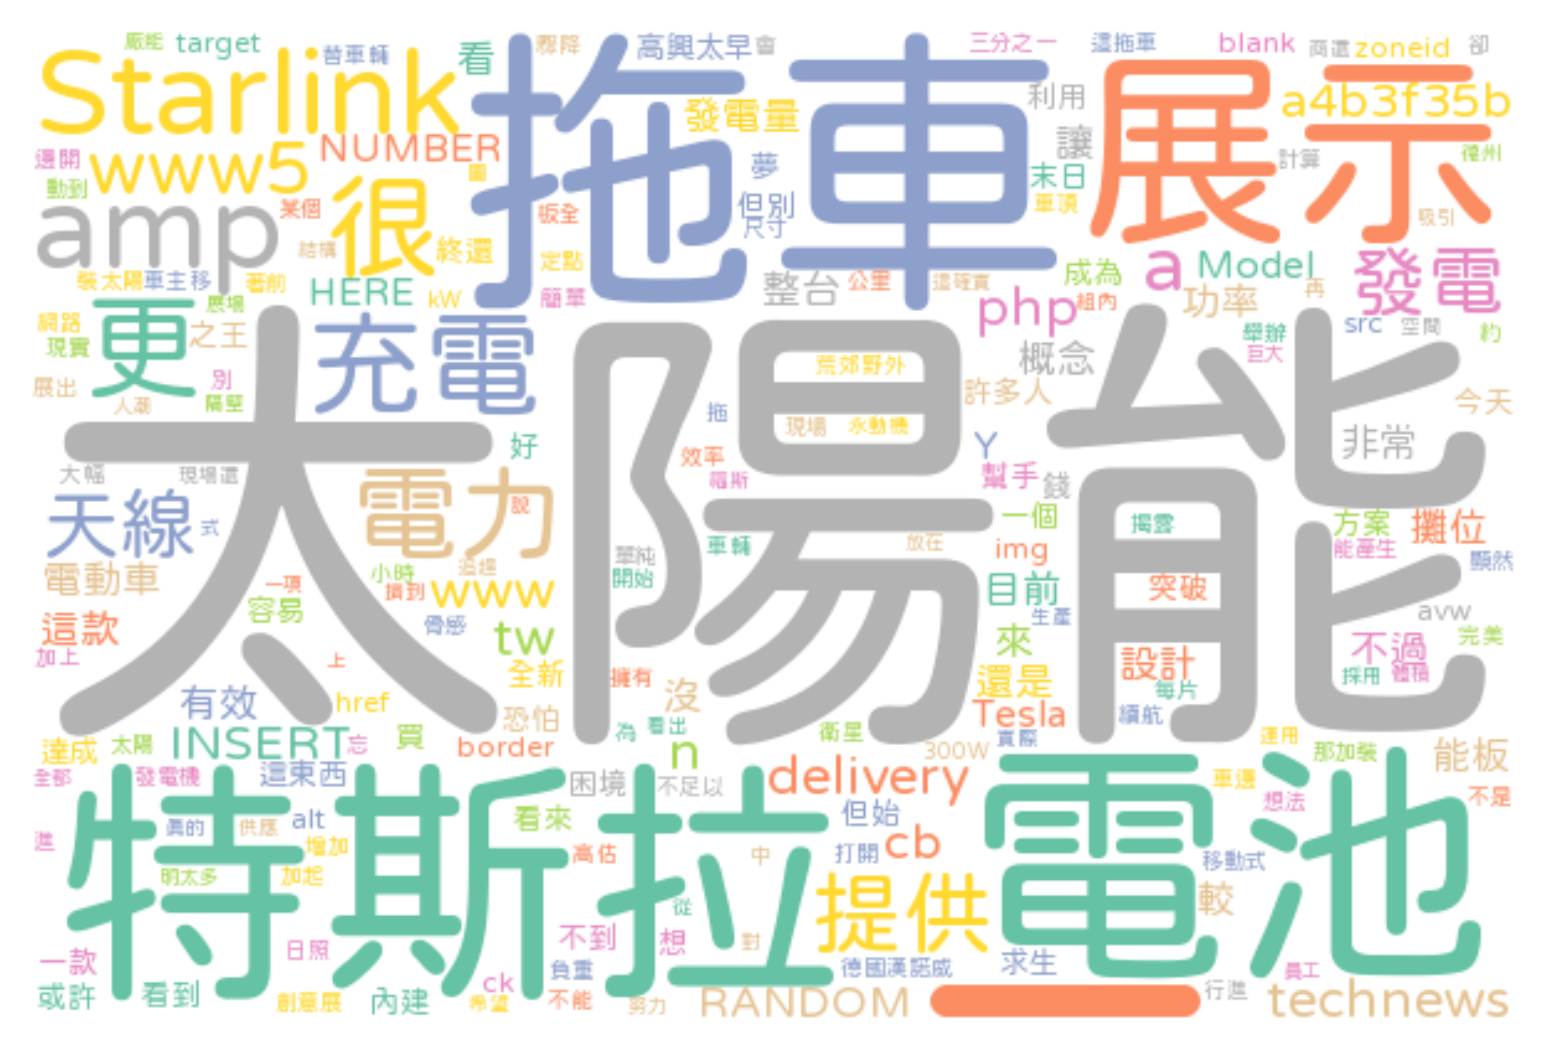 廠能 target 替車輛 看 驟降 高興太早 會 三分之一 這拖車 blank 商還 zoneid 卻
Starlink 拖車 展示
發電量 利用 a4b3f35b
邊開 www5 NUMBER 圖 夢 讓 計算 德州
動到 很 末日
amp 某個 板全 但別 車頂 吸引
結構 終還 定點 尺寸
裝太陽 車主移 著前 HERE kW 簡單 整台 公里 這確實 成為 a Model 發電
展場 php 組內 功率 再
網路 更 之王 充電 太陽能 概念 舉辦 src 空間 約
現實 巨大
展出 別 荒郊野外 許多人 今天
人潮 隔壁 拖 現場 永動機
大幅 現場還 好 效率 Y 非常
福斯 幫手 錢
天線 式 電力 說 車輛 放在 一個 揭露 方案 攤位
單純 img 能產生 顯然
電動車 小時 追趕 開始 目前 突破
一項 損到 www 生產 avw
這款 容易 骨感 tw 來 不過 完美
加上 上 全新 擁有 沒 還是 設計 每片 採用 體積
有效 href 恐怕 為 看出 衛星 Tesla 續航
達成 太陽 INSERT 忘 買 border n 300W 實際 運用 那加裝 能板
全都 發電機 這東西 困境 不足以 delivery 電池 車邊 想法 不是
特斯拉
進 真的 供應 alt 增加 看來 但始
明太多 加起 高估 中 打開 cb 移動式
從 提供 較
一款 日照 不到 想 對 德國漢諾威 求生 員工
或許 看到 創意展 內建 ck 希望 負重 不能 努力 RANDOM 行進 technews